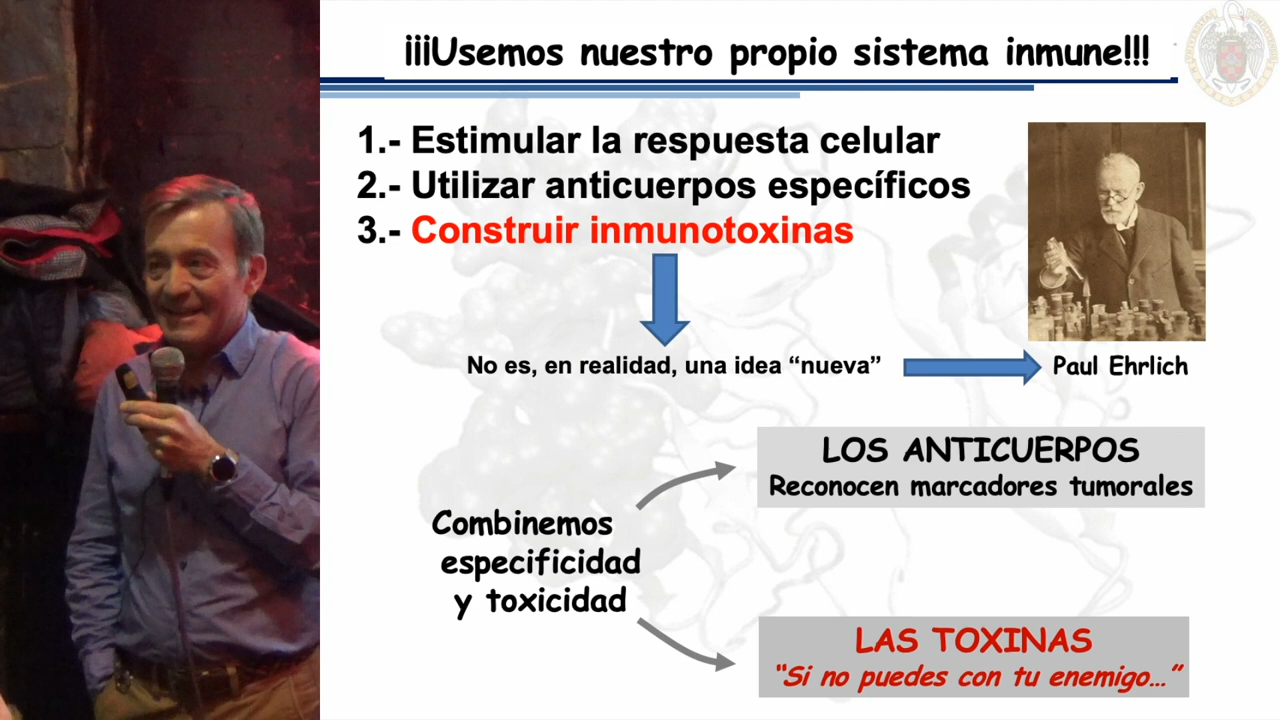 ¡¡¡Usemos nuestro propio sistema inmune!!!
1.- Estimular la respuesta celular
2.- Utilizar anticuerpos específicos
3.- Construir inmunotoxinas
No es, en realidad, una idea “nueva”
Paul Ehrlich
LOS ANTICUERPOS
Reconocen marcadores tumorales
Combinemos
especificidad
y toxicidad
LAS TOXINAS
“Si no puedes con tu enemigo…”